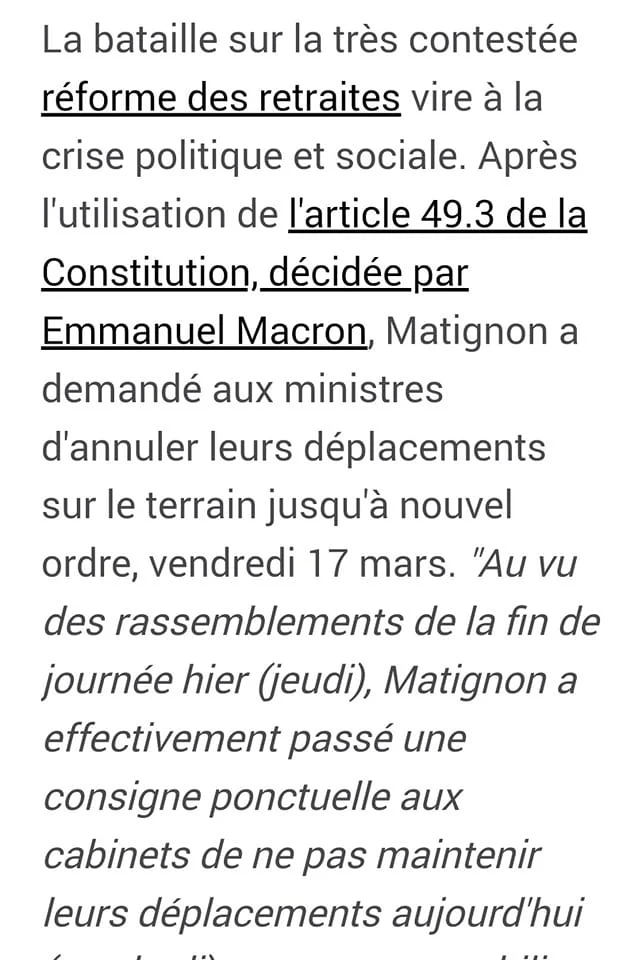 La bataille sur la très contestée
réforme des retraites vire à la
crise politique et sociale. Après
l'utilisation de l'article 49.3 de la
Constitution, décidée par
Emmanuel Macron, Matignon a
demandé aux ministres
d'annuler leurs déplacements
sur le terrain jusqu'à nouvel
ordre, vendredi 17 mars. "Au vu
des rassemblements de la fin de
journée hier (jeudi), Matignon a
effectivement passé une
consigne ponctuelle aux
cabinets de ne pas maintenir
leurs déplacements aujourd'hui